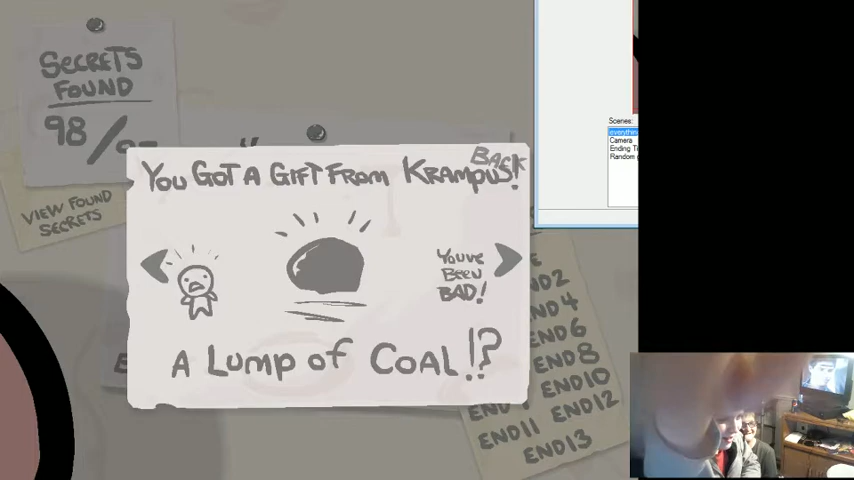 SECRETS
FOUND
98/
VIEW FOUND
SECRETS
BACK
YOU GOT A GIFT FROM KRAMPUS!
YOU'VE
BEEN
BAD!
A LUMP OF COAL!?
END2
END4
END6
END8
END10
END11 END12
END13
Scenes:
Camera
Random